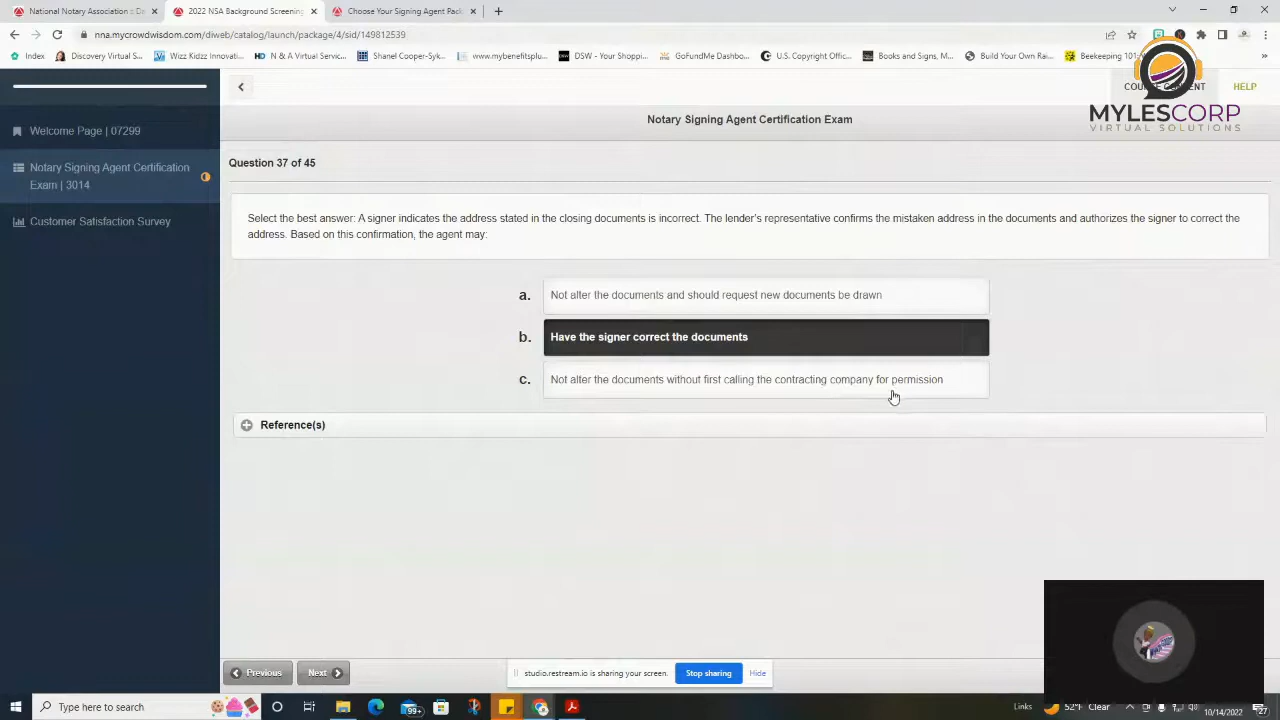 National Notary Association :: Da
2022 NSA Background Screening
Choose Your Signing Agent Pack
nna.mycrowdwisdom.com/diweb/catalog/launch/package/4/sid/149812539
Index
Discovery Virtual S...
Wizz Kidzz Innovati...
N & A Virtual Servic...
Shanel Cooper-Syk...
www.mybenefitplu...
DSW - Your Shoppi...
GoFundMe Dashbo...
U.S. Copyright Offic...
Books and Signs, M...
Build Your Own Rai...
Beekeeping 101:
HELP
MYLESCORP
VIRTUAL SOLUTIONS
Notary Signing Agent Certification Exam
Welcome Page | 07299
Notary Signing Agent Certification
Exam | 3014
Customer Satisfaction Survey
Question 37 of 45
Select the best answer: A signer indicates the address stated in the closing documents is incorrect. The lender's representative confirms the mistaken address in the documents and authorizes the signer to correct the
address. Based on this confirmation, the agent may:
a. Not alter the documents and should request new documents be drawn
b. Have the signer correct the documents
c. Not alter the documents without first calling the contracting company for permission
Reference(s)
Previous
Next
studio.restream.io is sharing your screen.
Stop sharing
Hide
Type here to search
99+
Links
52°F Clear
10/14/2022
27